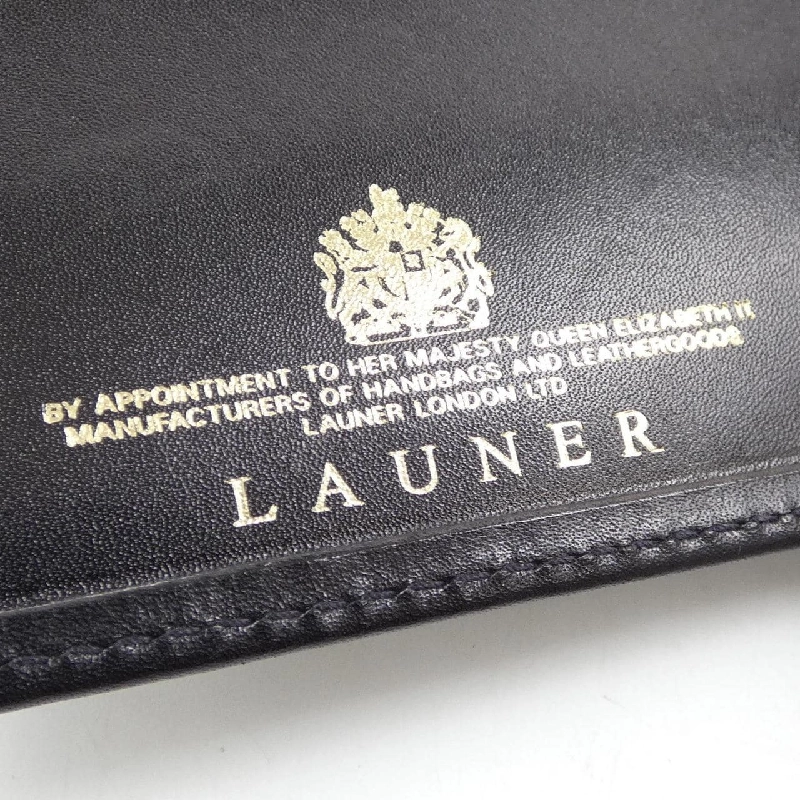 BY APPOINTMENT TO HER MAJESTY QUEEN ELIZABETH II
MANUFACTURERS OF HANDBAGS AND LEATHERGOODS
LAUNER LONDON LTD
LAUNER